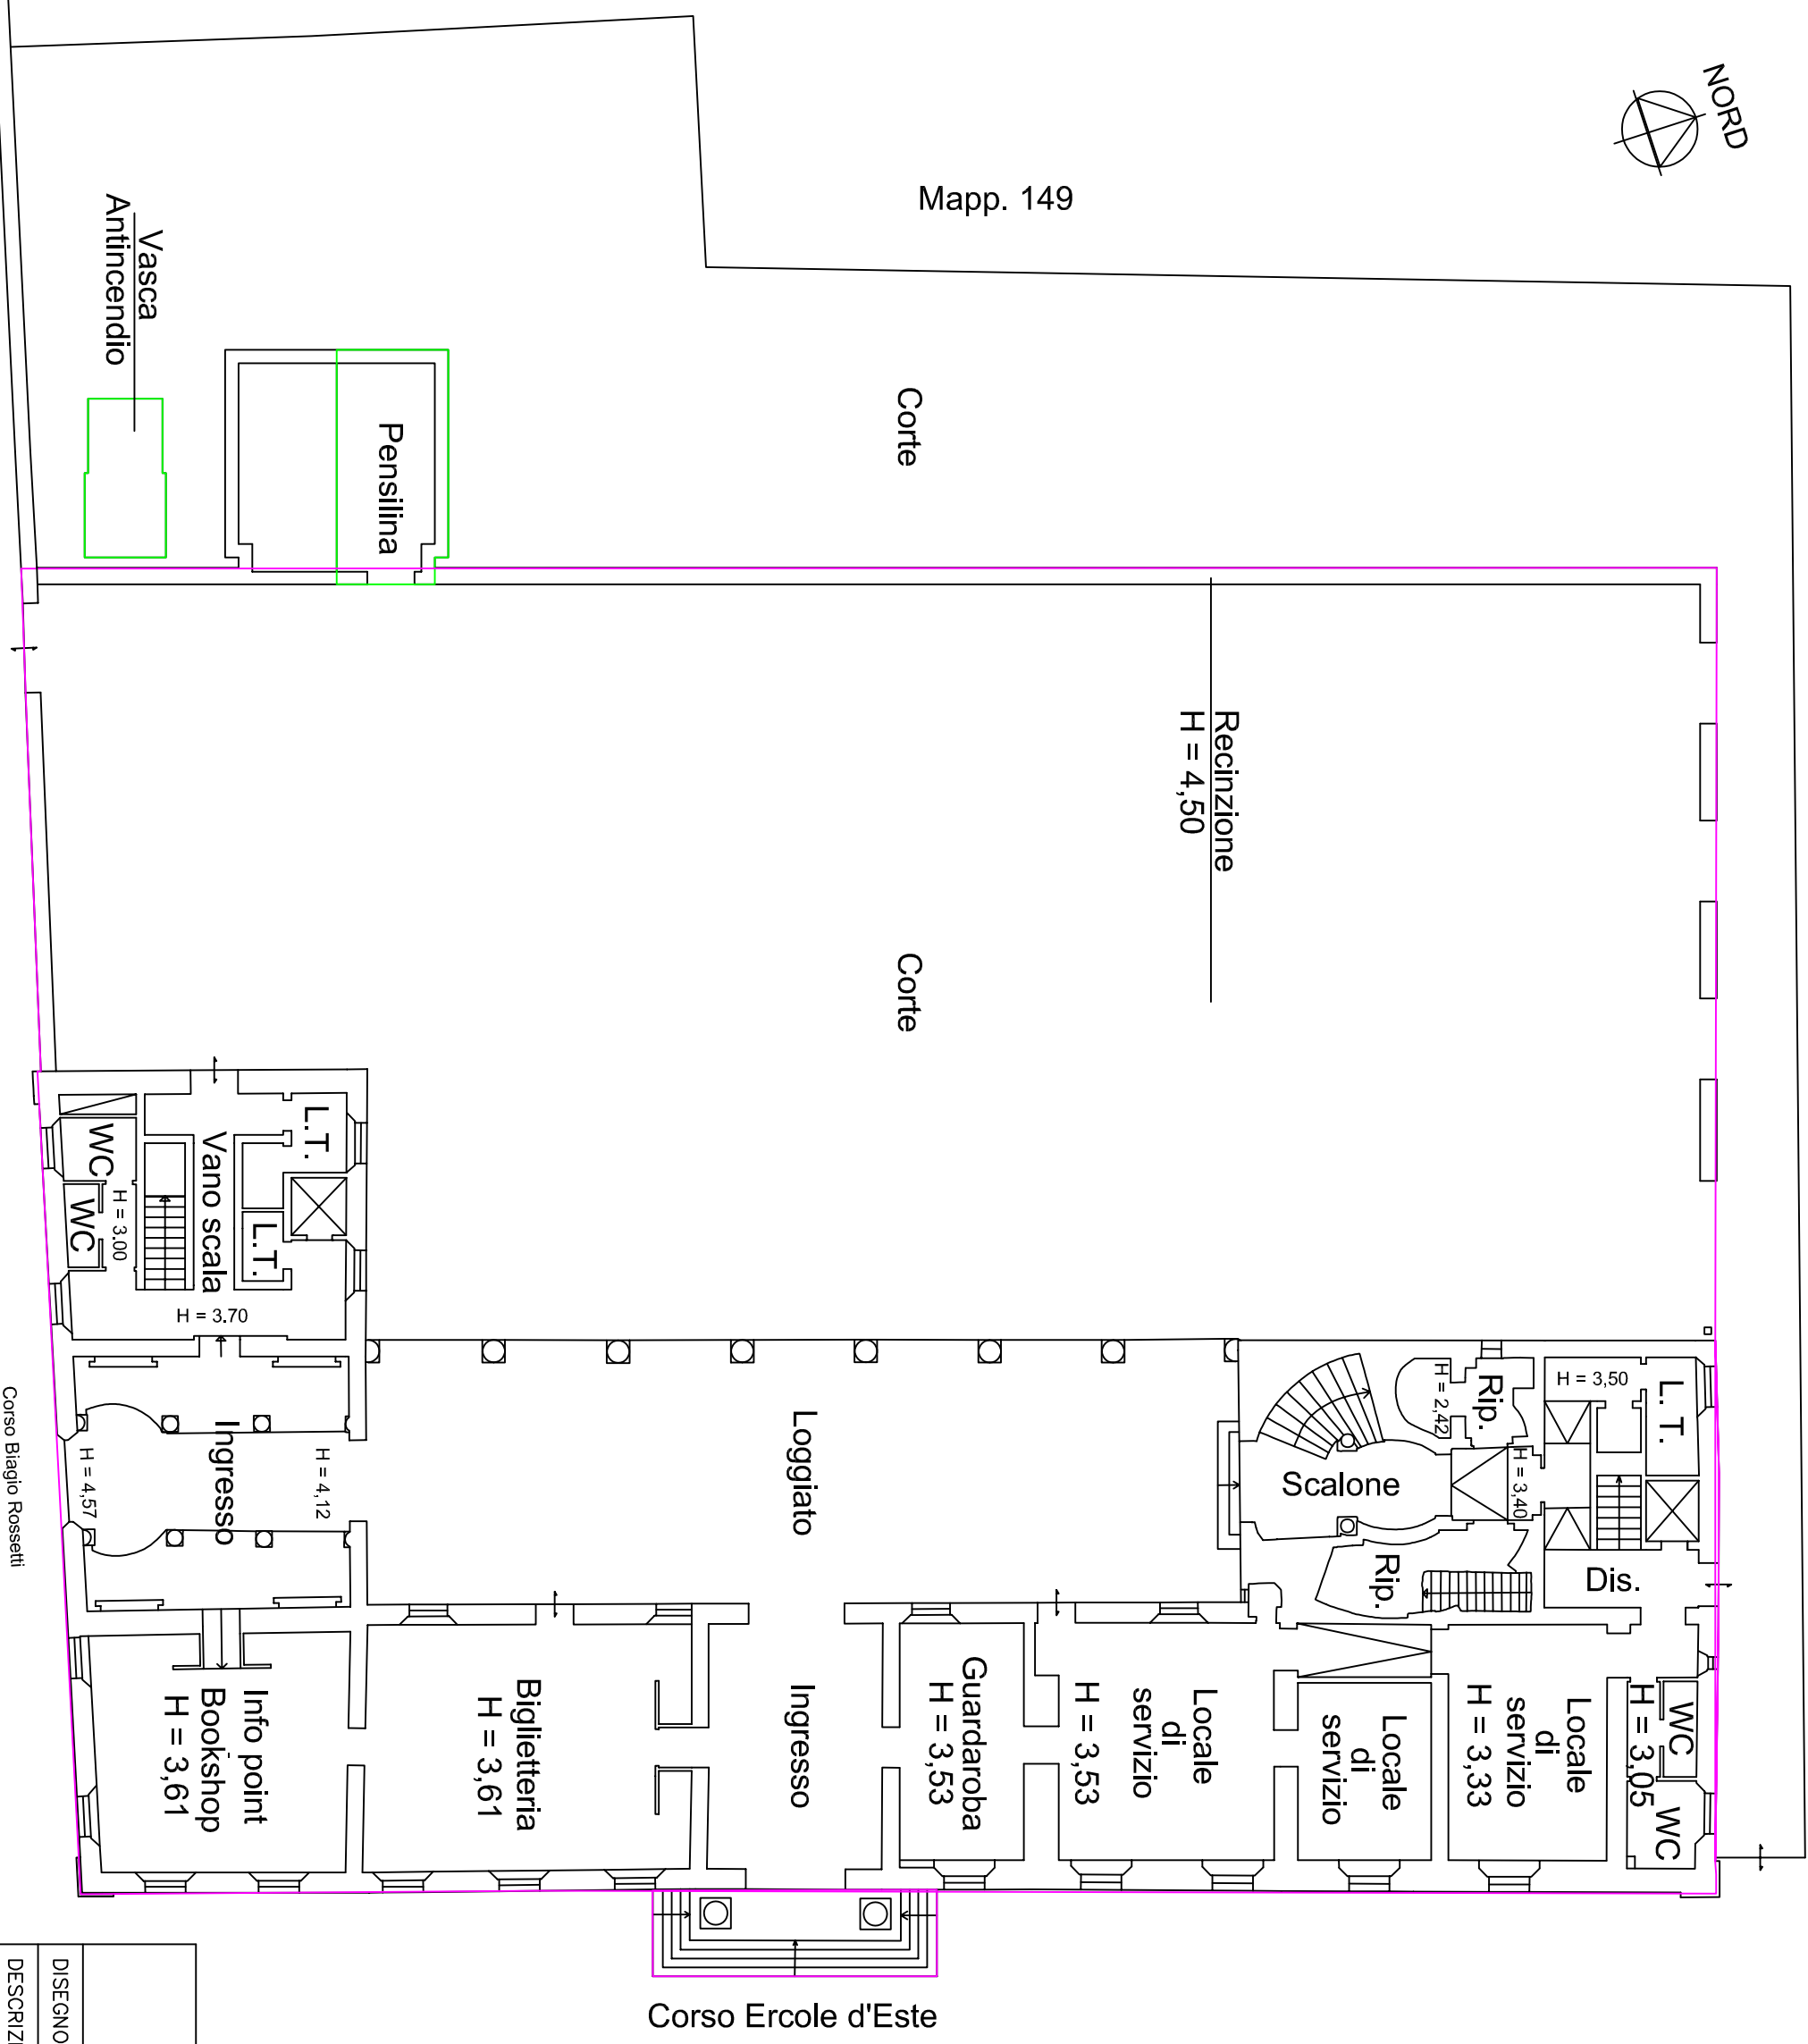 NORD
Mapp. 149
Vasca
Antincendio
Pensilina
Corte
Recinzione
H = 4,50
Corte
L.T.
WC
WC
H = 3.00
Vano scala
L.T.
H = 3.70
Ingresso
H = 4,12
H = 4,57
Corso Biagio Rossetti
Loggiato
Scalone
Rip.
H = 2,42
H = 3,40
H = 3,50
L. T.
Rip.
Dis.
Info point
Bookshop
H = 3,61
Biglietteria
H = 3,61
Ingresso
Guardaroba
H = 3,53
Locale
di
servizio
H = 3,53
Locale
di
servizio
Locale
di
servizio
H = 3,33
WC
H = 3,05
WC
Corso Ercole d'Este
DISEGNO